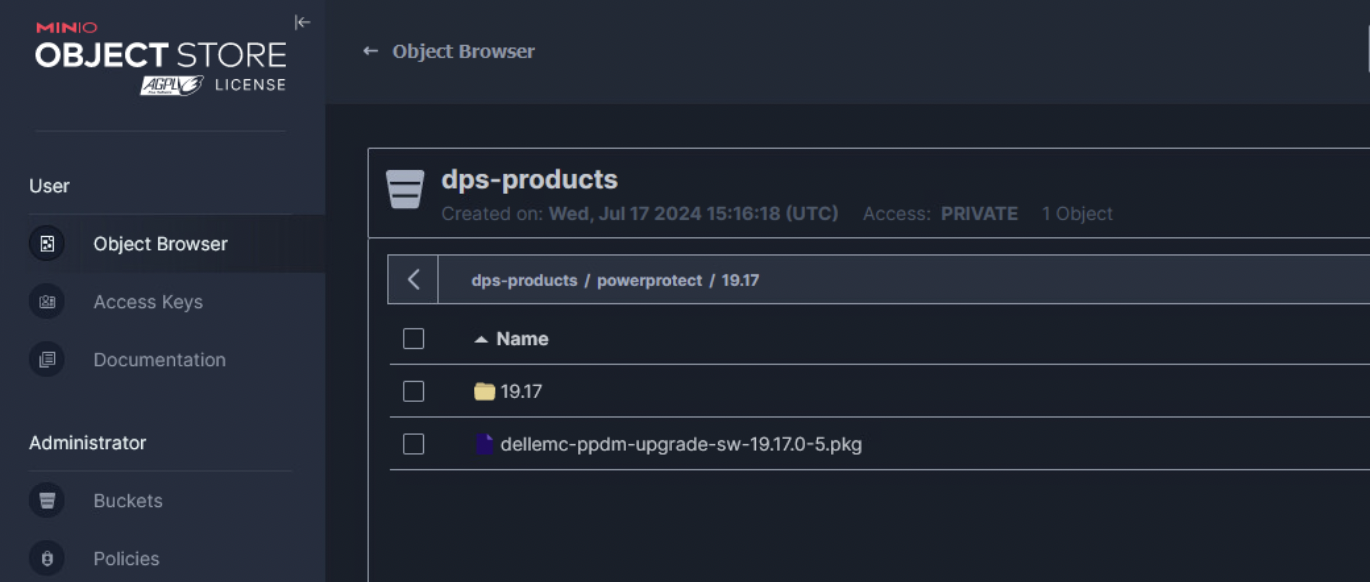 MINIO
OBJECT STORE
AGPLv3 LICENSE
User
Object Browser
Access Keys
Documentation
Administrator
Buckets
Policies
← Object Browser
dps-products
Created on: Wed, Jul 17 2024 15:16:18 (UTC) Access: PRIVATE 1 Object
dps-products / powerprotect / 19.17
Name
19.17
dellemc-ppdm-upgrade-sw-19.17.0-5.pkg